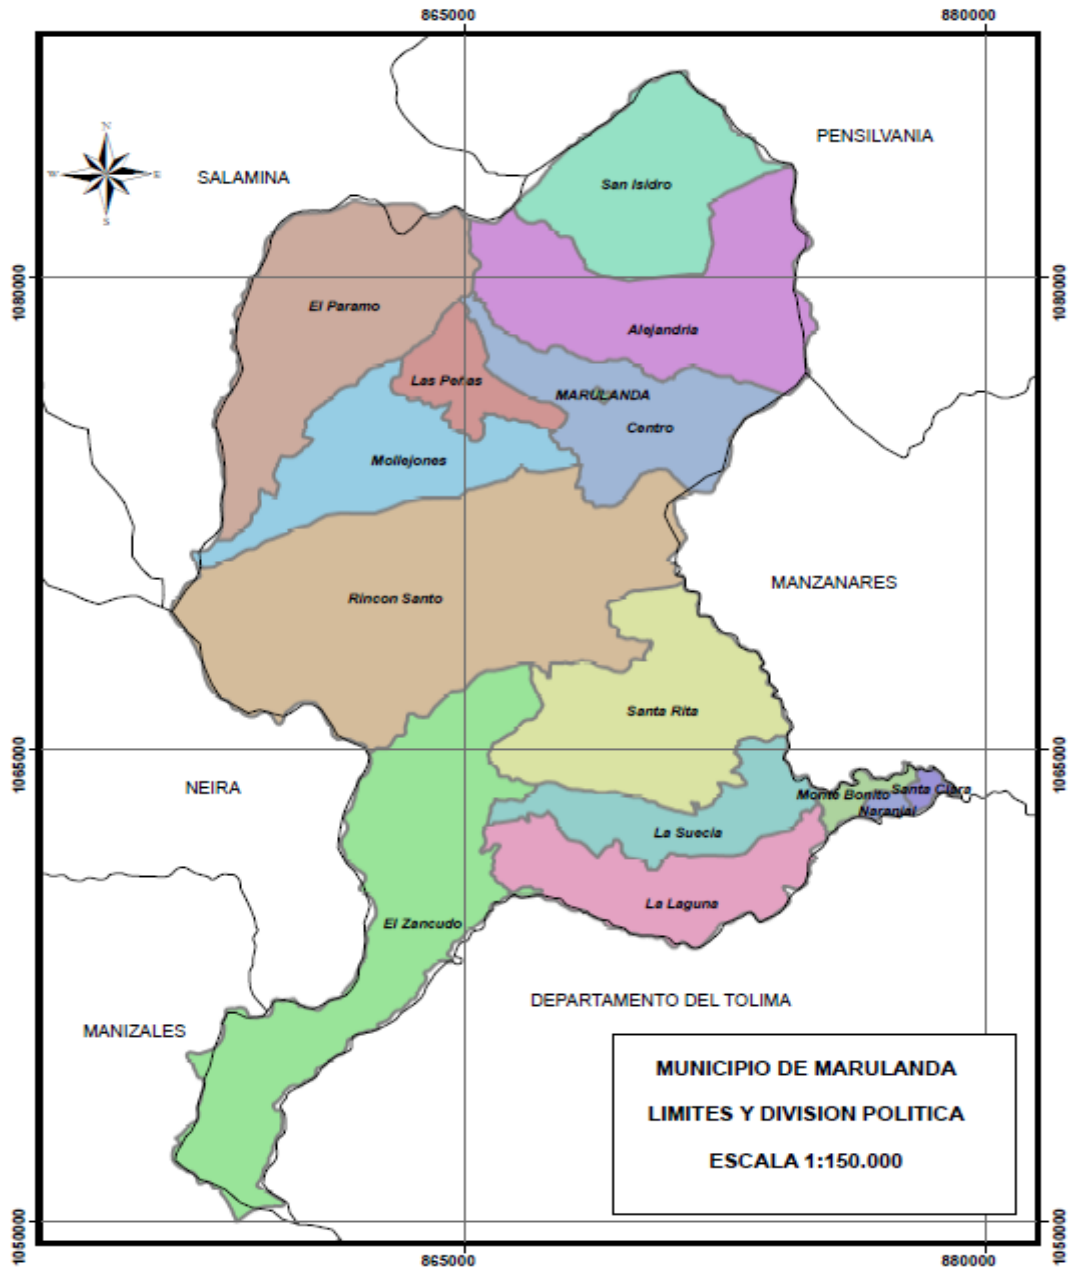 865000
880000
PENSILVANIA
N
W
E
S
SALAMINA
San Isidro
1080000
1080000
El Paramo
Alejandria
Las Peñas
MARULANDA
Centro
Mollejones
MANZANARES
Rincon Santo
Santa Rita
1065000
1065000
NEIRA
Monte Bonito
Santa Clara
Naranjal
La Suecia
La Laguna
El Zancudo
DEPARTAMENTO DEL TOLIMA
MANIZALES
MUNICIPIO DE MARULANDA
LIMITES Y DIVISION POLITICA
ESCALA 1:150.000
1050000
1050000
865000
880000